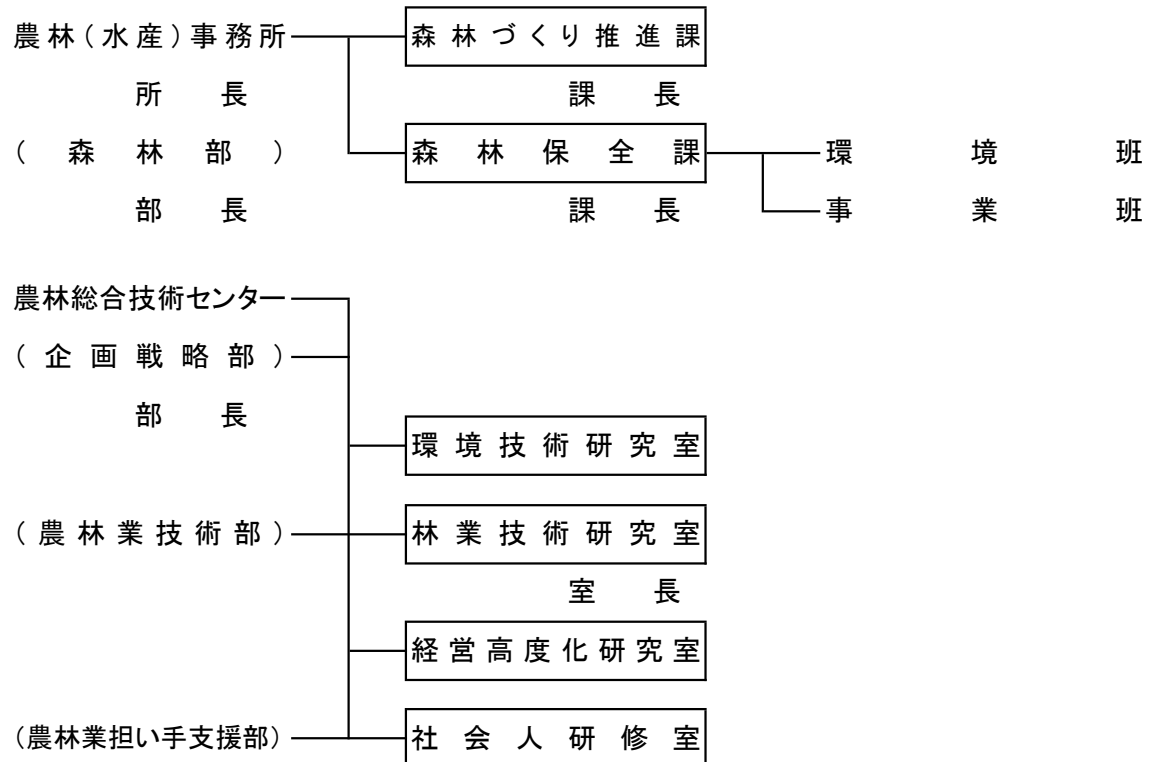 農林(水産)事務所 森林づくり推進課
所長 課長
(森林部) 森林保全課 環境班
部長 課長 事業班
農林総合技術センター
(企画戦略部)
部長
環境技術研究室
(農林業技術部) 林業技術研究室
室長
経営高度化研究室
(農林業担い手支援部) 社会人研修室